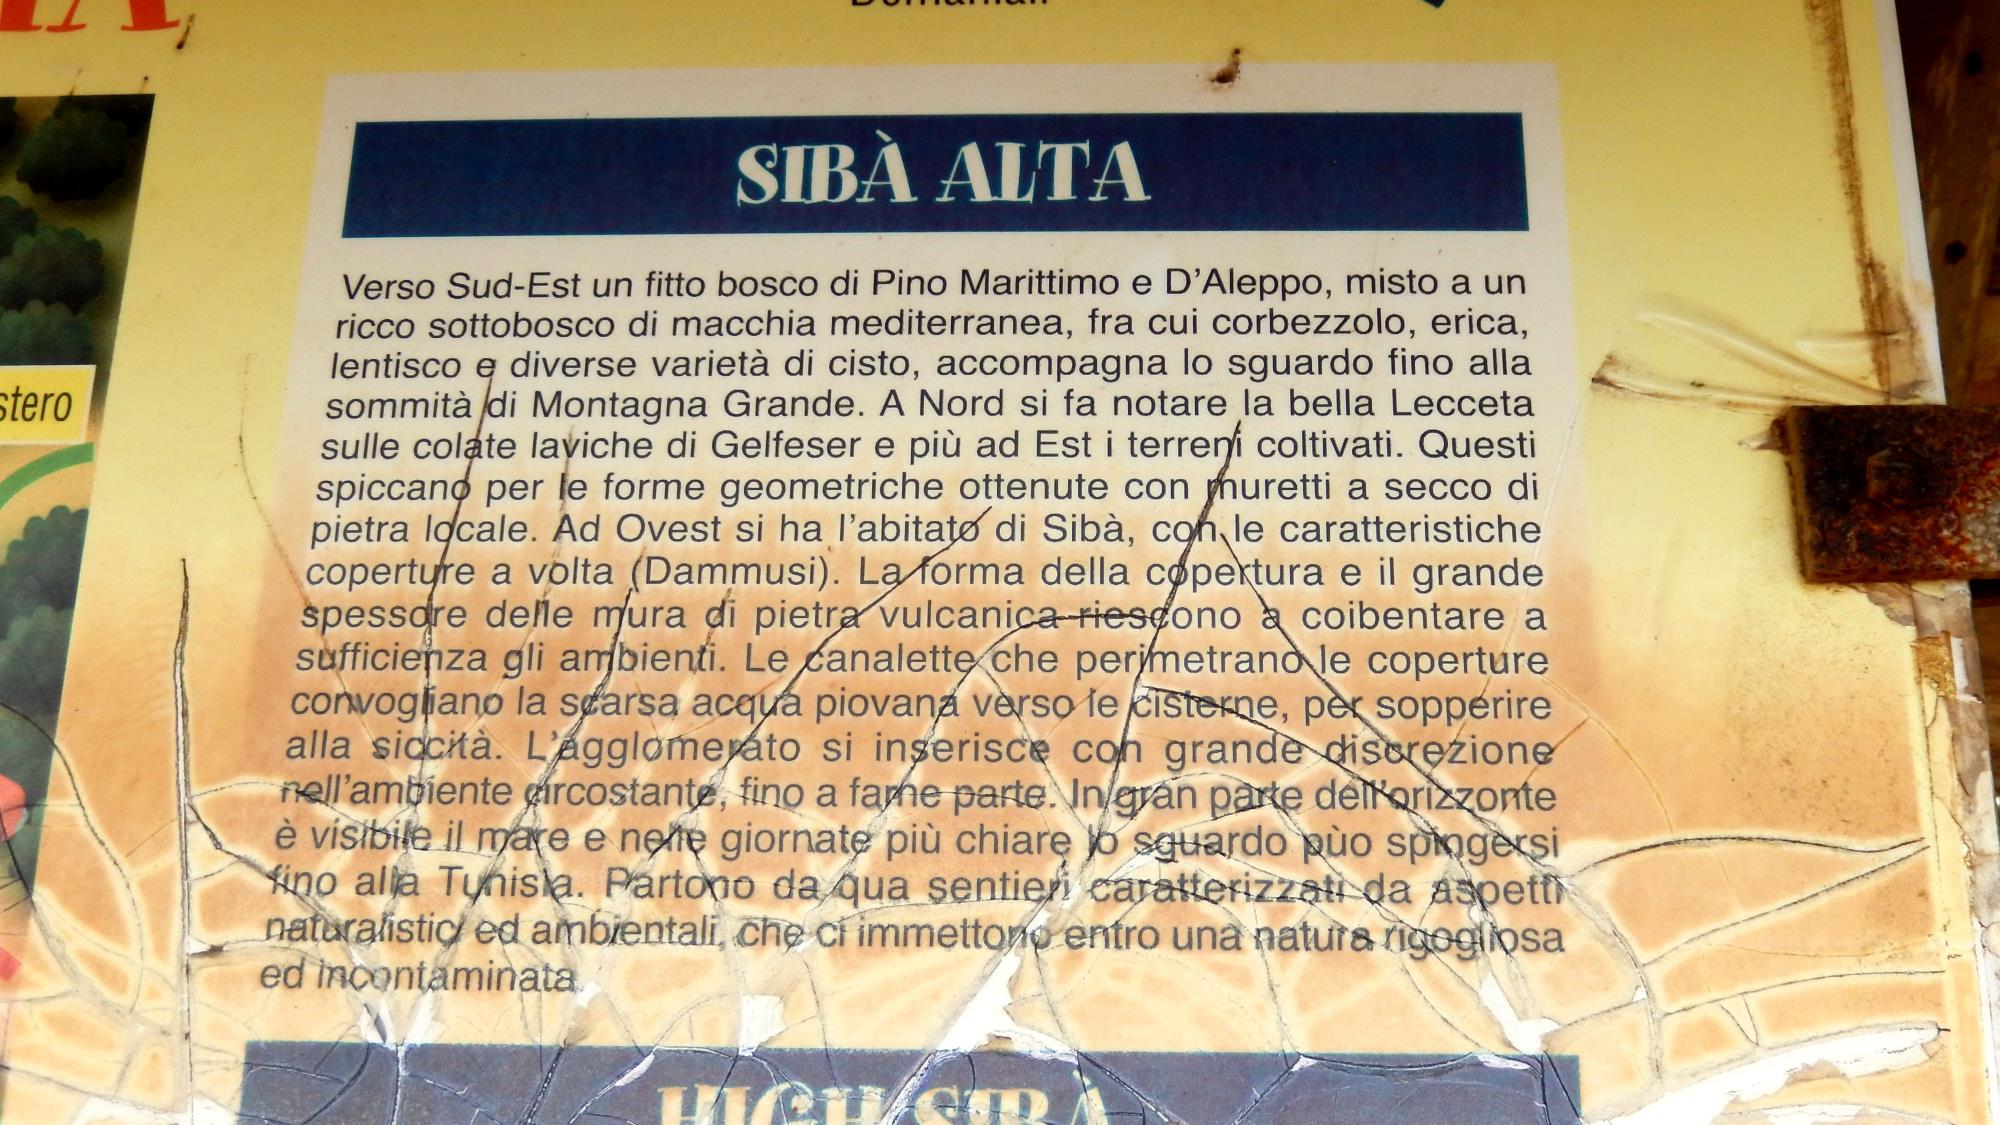 SIBÀ ALTA
Verso Sud-Est un fitto bosco di Pino Marittimo e D'Aleppo, misto a un
ricco sottobosco di macchia mediterranea, fra cui corbezzolo, erica,
lentisco e diverse varietà di cisto, accompagna lo sguardo fino alla
sommità di Montagna Grande. A Nord si fa notare la bella Lecceta
sulle colate laviche di Gelfeser e più ad Est i terreni coltivati. Questi
spiccano per le forme geometriche ottenute con muretti a secco di
pietra locale. Ad Ovest si ha l'abitato di Sibà, con le caratteristiche
coperture a volta (Dammusi). La forma della copertura e il grande
spessore delle mura di pietra vulcanica riescono a coibentare a
sufficienza gli ambienti. Le canalette che perimetrano le coperture
convogliano la scarsa acqua piovana verso le cisterne, per sopperire
alla siccità. L'agglomerato si inserisce con grande discrezione
nell'ambiente circostante, fino a farne parte. In gran parte dell'orizzonte
è visibile il mare e nelle giornate più chiare lo sguardo pùo spingersi
fino alla Tunisia. Partono da qua sentieri caratterizzati da aspetti
naturalistici ed ambientali, che ci immettono entro una natura rigogliosa
ed incontaminata
HIGH SIBÀ